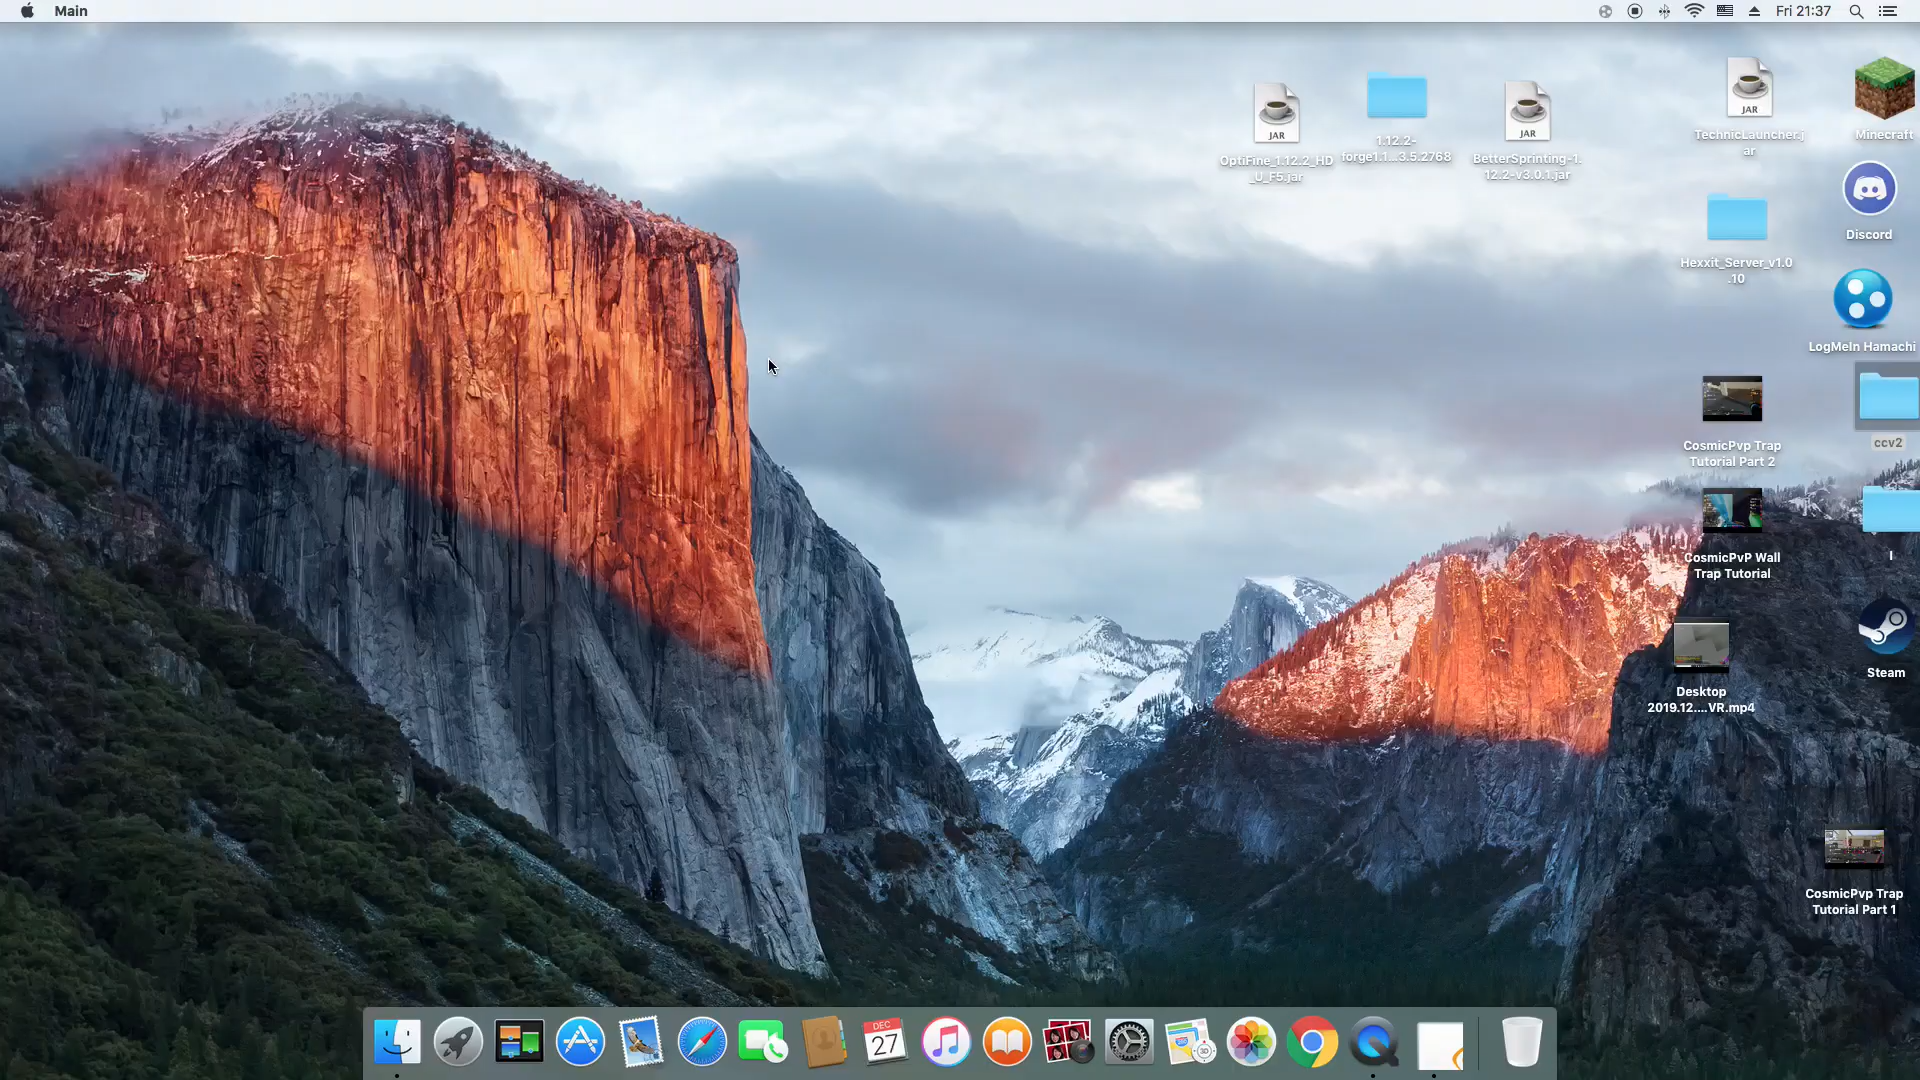 Main
Fri 21:37
JAR
OptiFine_1.12.2_HD
_U_F5.jar
1.12.2-
forge1.1...3.5.2768
JAR
BetterSprinting-1.
12.2-v3.0.1.jar
JAR
TechnicLauncher.j
ar
Minecraft
Discord
Hexxit_Server_v1.0
.10
LogMeIn Hamachi
CosmicPvp Trap
Tutorial Part 2
ccv2
CosmicPvP Wall
Trap Tutorial
I
Steam
Desktop
2019.12....VR.mp4
CosmicPvp Trap
Tutorial Part 1
DEC
27
3D